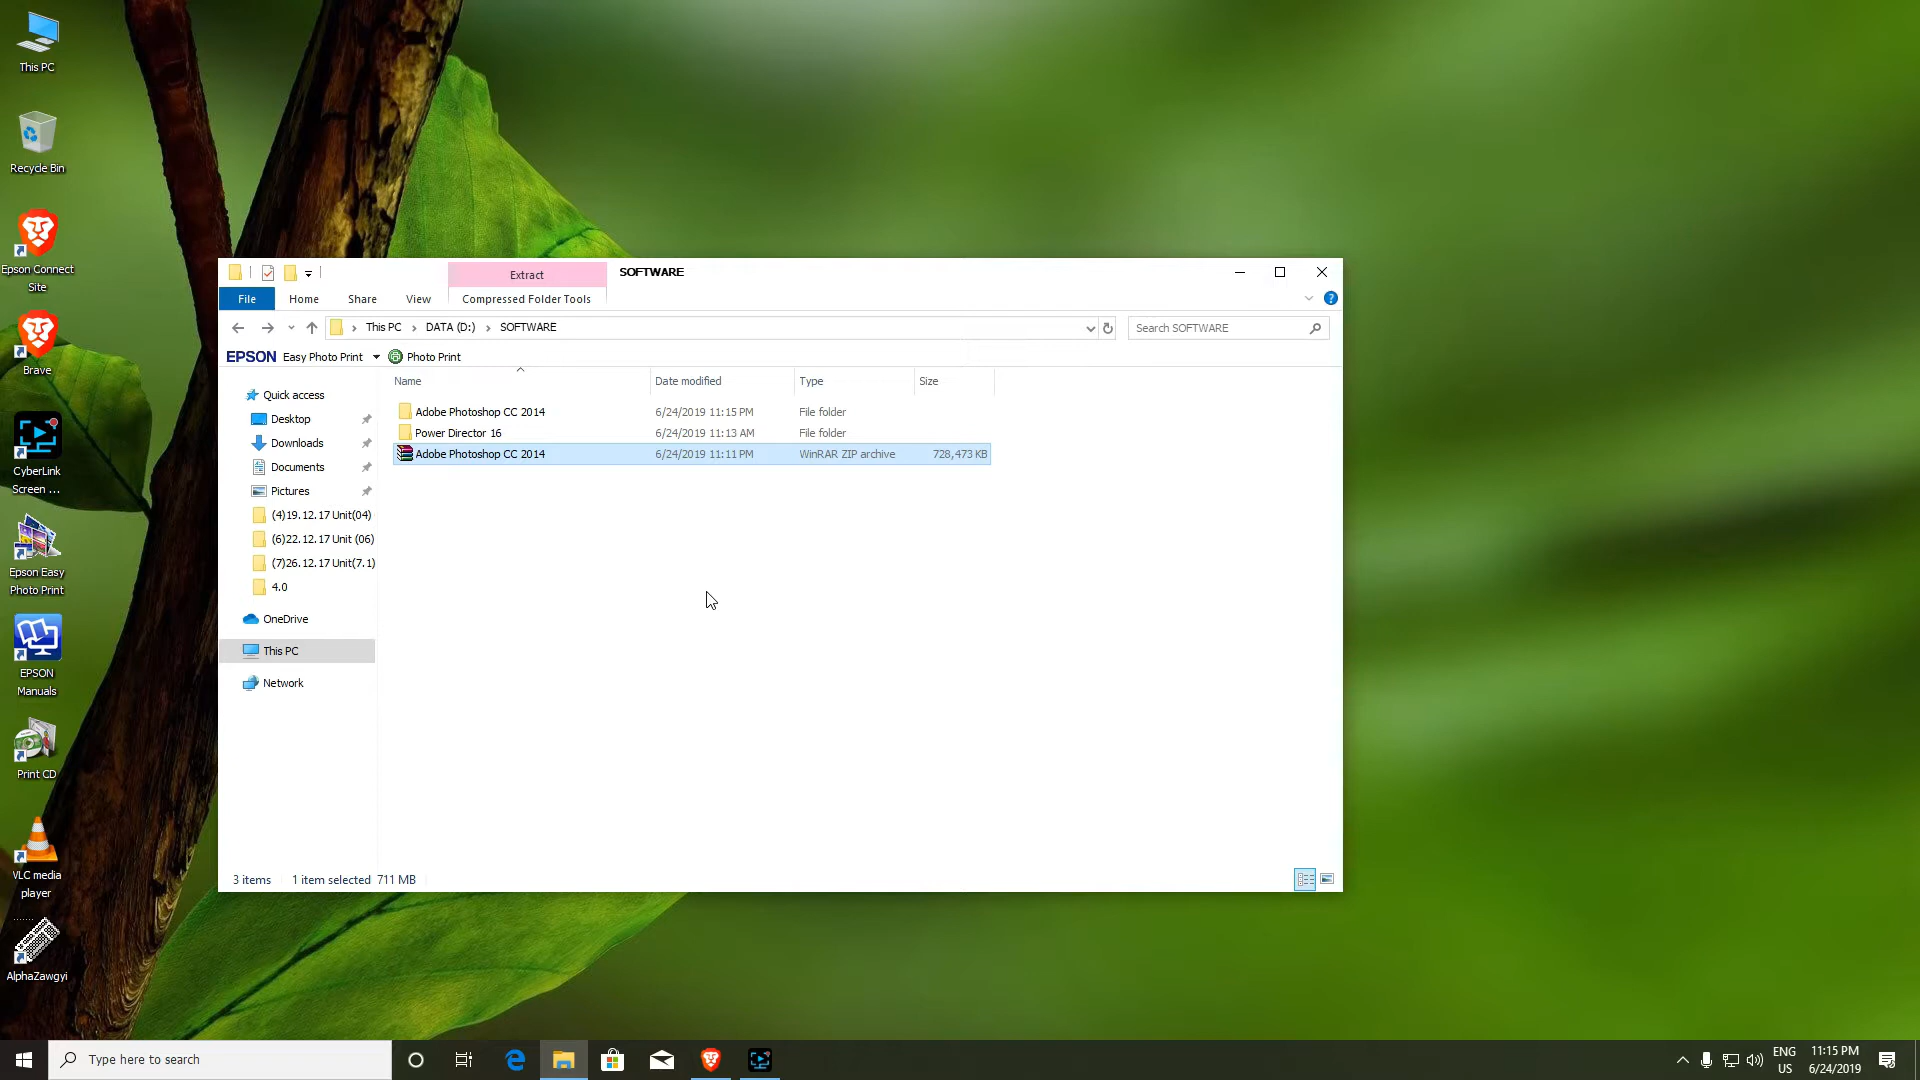 This PC
Recycle Bin
Epson Connect
Site
Brave
CyberLink
Screen ...
Epson Easy
Photo Print
EPSON
Manuals
Print CD
VLC media
player
AlphaZawgyi
Extract
SOFTWARE
File
Home
Share
View
Compressed Folder Tools
This PC
DATA (D:)
SOFTWARE
Search SOFTWARE
EPSON Easy Photo Print
Photo Print
Name
Date modified
Type
Size
Adobe Photoshop CC 2014 6/24/2019 11:15 PM File folder
Power Director 16 6/24/2019 11:13 AM File folder
Adobe Photoshop CC 2014 6/24/2019 11:11 PM WinRAR ZIP archive 728,473 KB
Quick access
Desktop
Downloads
Documents
Pictures
(4)19.12.17 Unit(04)
(6)22.12.17 Unit (06)
(7)26.12.17 Unit(7.1)
4.0
OneDrive
This PC
Network
3 items
1 item selected 711 MB
Type here to search
ENG
US
11:15 PM
6/24/2019